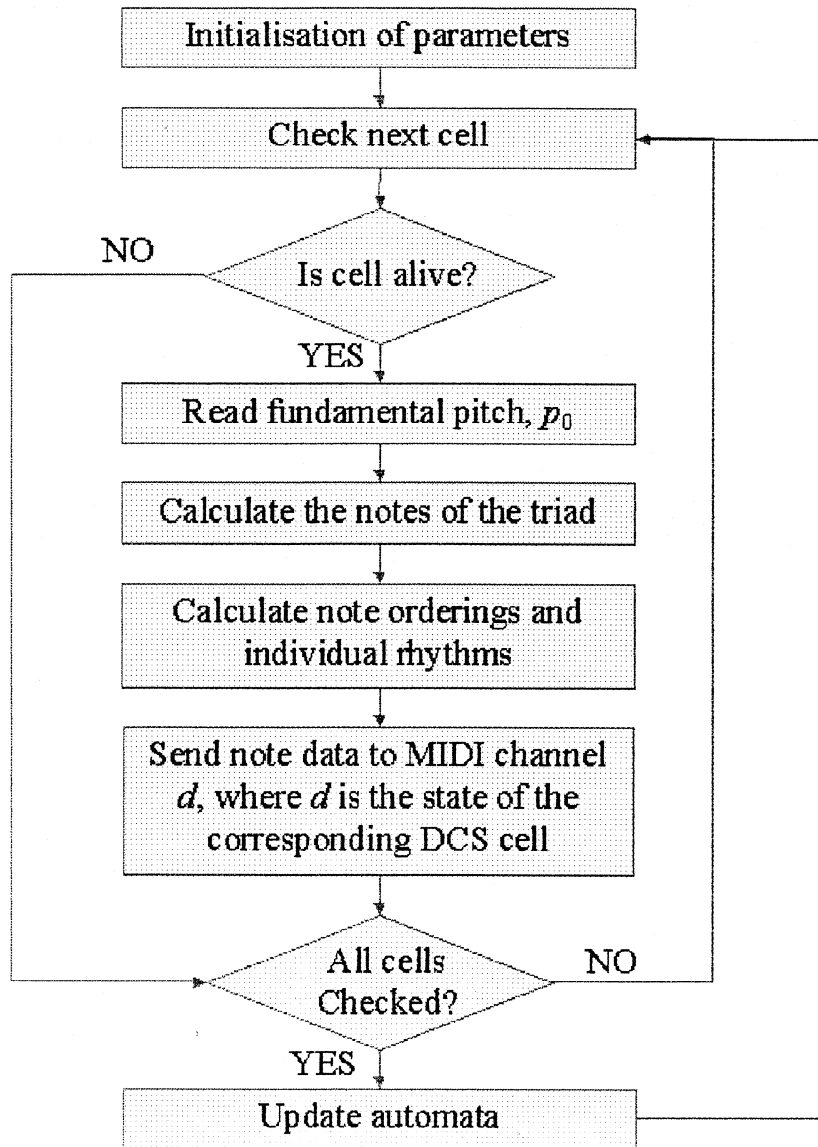 Initialisation of parameters
Check next cell
NO
Is cell alive?
YES
Read fundamental pitch, p₀
Calculate the notes of the triad
Calculate note orderings and
individual rhythms
Send note data to MIDI channel
d, where d is the state of the
corresponding DCS cell
All cells
Checked?
NO
YES
Update automata